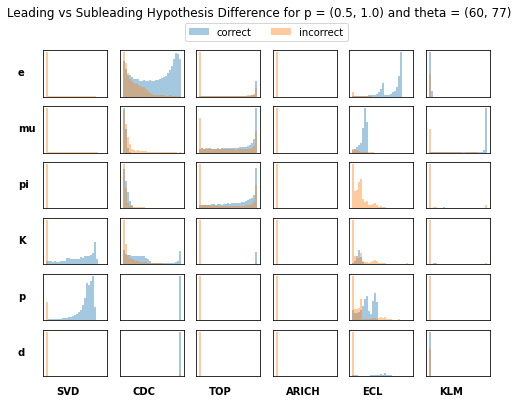 Leading vs Subleading Hypothesis Difference for p = (0.5, 1.0) and theta = (60, 77)
correct incorrect
e
mu
pi
K
p
d
SVD CDC TOP ARICH ECL KLM